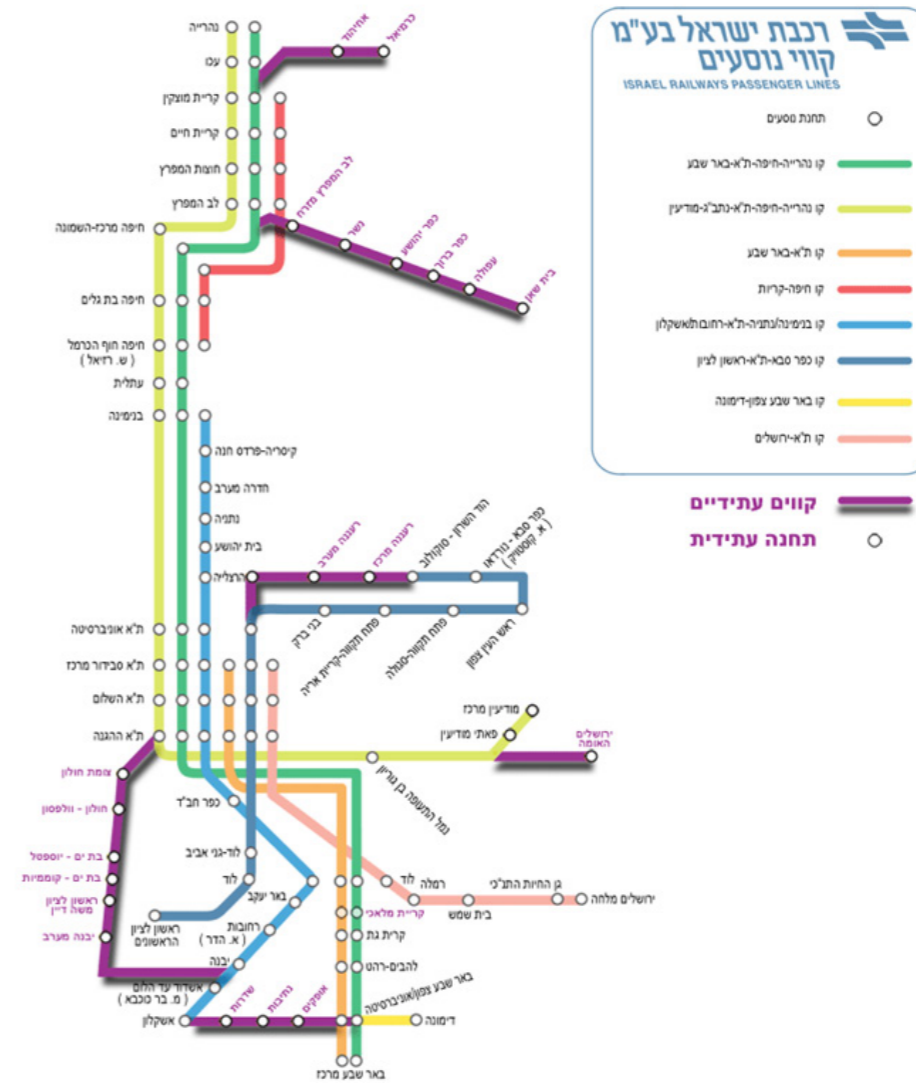 רכבת ישראל בע"מ
קווי נוסעים
ISRAEL RAILWAYS PASSENGER LINES
תחנת נוסעים
קו נהרייה-חיפה-ת"א-באר שבע
קו נהרייה-חיפה-ת"א-נתב"ג-מודיעין
קו ת"א-באר שבע
קו חיפה-קריות
קו בנימינה/נתניה-ת"א-רחובות/אשקלון
קו כפר סבא-ת"א-ראשון לציון
קו באר שבע צפון-דימונה
קו ת"א-ירושלים
קווים עתידיים
תחנה עתידית
נהרייה
עכו
קריית מוצקין
קריית חיים
חוצות המפרץ
לב המפרץ
חיפה מרכז-השמונה
חיפה בת גלים
חיפה חוף הכרמל
( ש. רזיאל )
עתלית
בנימינה
כרמיאל
אחיהוד
לב המפרץ מזרח
נשר
כפר יהושע
כפר ברוך
עפולה
בית שאן
קיסריה-פרדס חנה
חדרה מערב
נתניה
בית יהושע
הרצליה
רעננה מערב
רעננה מרכז
הוד השרון - סוקולוב
כפר סבא - נורדאו
( א. קוסטויק )
ראש העין צפון
פתח תקווה-סגולה
פתח תקווה-קריית אריה
בני ברק
ת"א אוניברסיטה
ת"א סבידור מרכז
ת"א השלום
ת"א ההגנה
מודיעין מרכז
פאתי מודיעין
ירושלים
האומה
נמל התעופה בן גוריון
צומת חולון
חולון - וולפסון
בת ים - יוספטל
בת ים - קוממיות
ראשון לציון
משה דיין
יבנה מערב
כפר חב"ד
לוד-גני אביב
לוד
ראשון לציון
הראשונים
באר יעקב
רחובות
( א. הדר )
יבנה
אשדוד עד הלום
( מ. בר כוכבא )
אשקלון
שדרות
נתיבות
אופקים
לוד
רמלה
בית שמש
גן החיות התנ"כי
ירושלים מלחה
קריית מלאכי
קרית גת
להבים-רהט
באר שבע צפון/אוניברסיטה
דימונה
באר שבע מרכז